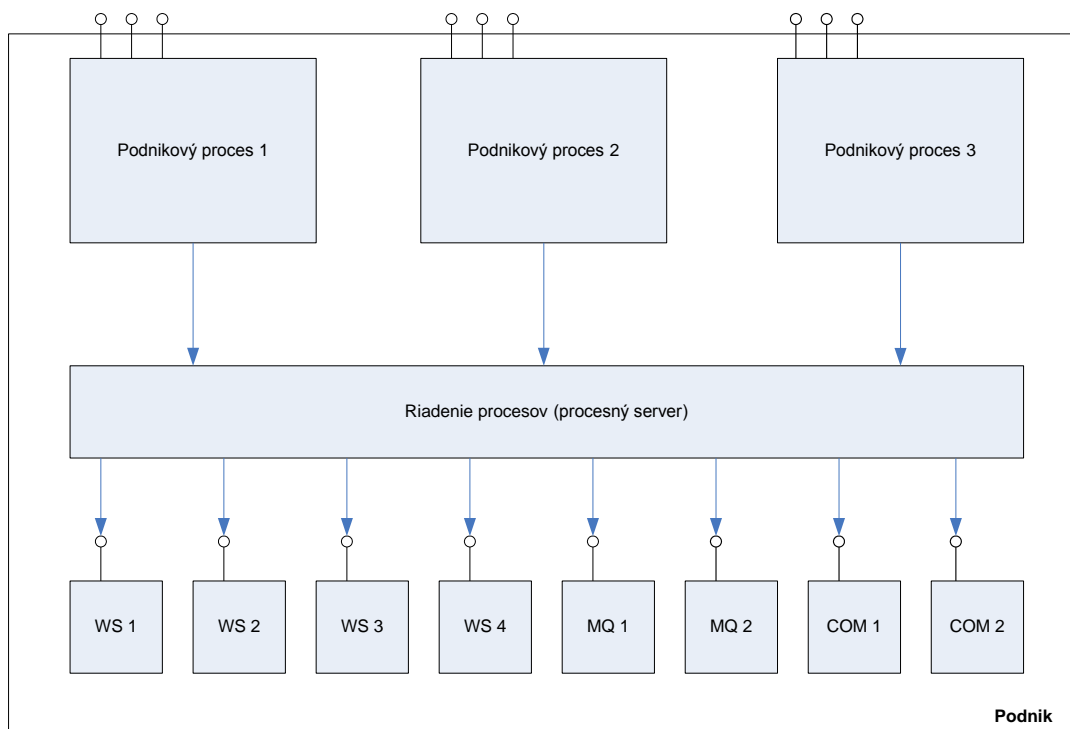 Podnikový proces 1
Podnikový proces 2
Podnikový proces 3
Riadenie procesov (procesný server)
WS 1
WS 2
WS 3
WS 4
MQ 1
MQ 2
COM 1
COM 2
Podnik